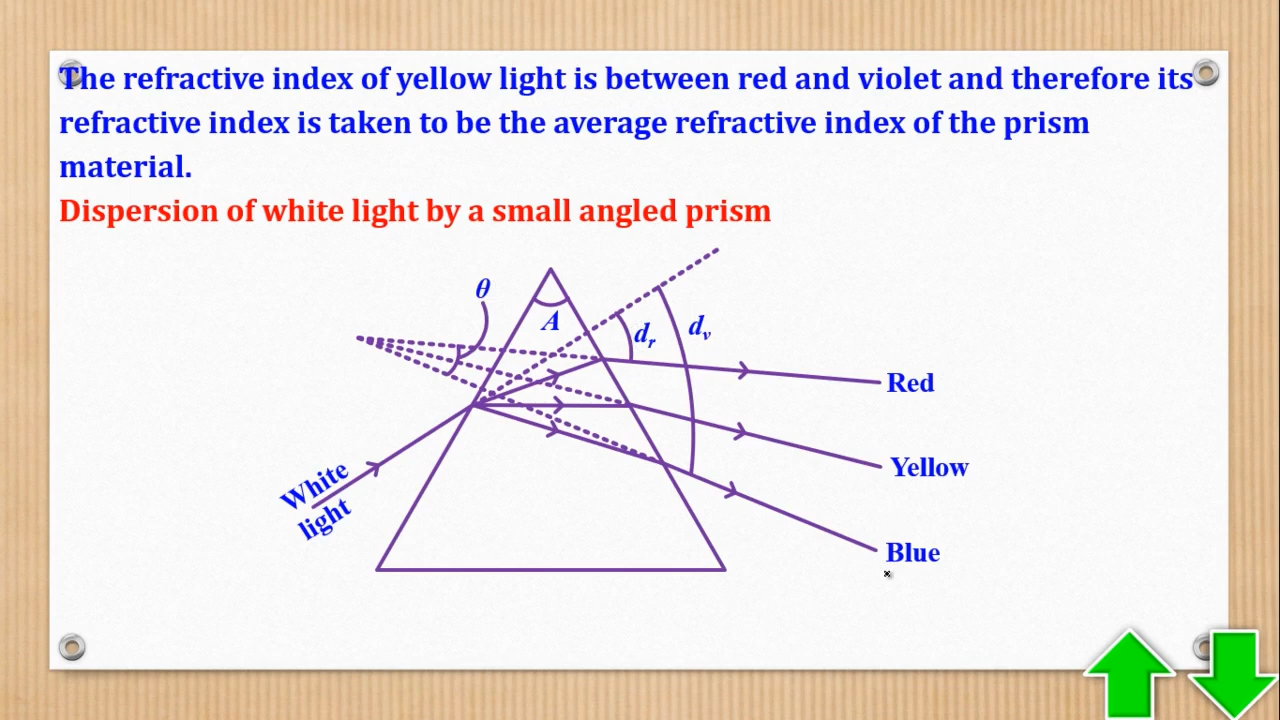 The refractive index of yellow light is between red and violet and therefore its
refractive index is taken to be the average refractive index of the prism
material.
Dispersion of white light by a small angled prism
θ
A
dr
dv
Red
Yellow
White
light
Blue